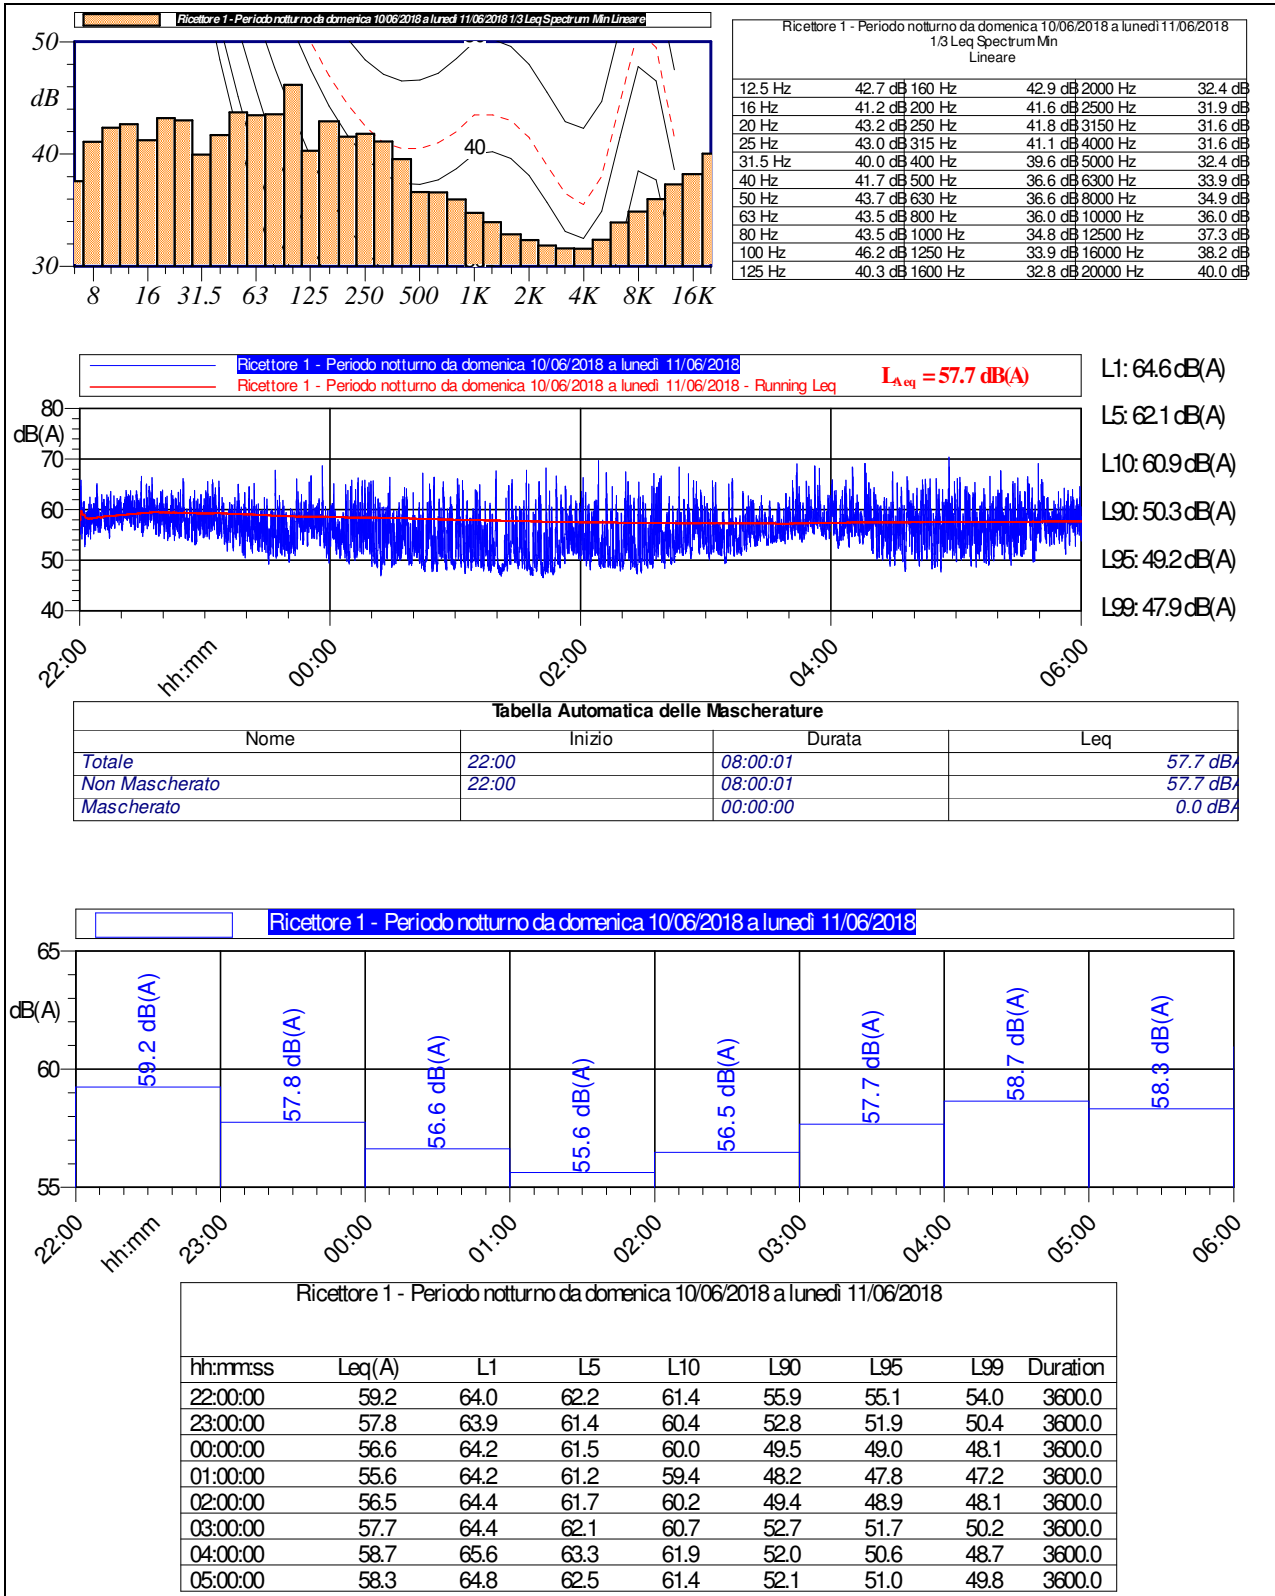 Ricettore 1 - Periodo notturno da domenica 10/06/2018 a lunedì 11/06/2018 1/3 Leq Spectrum Min Lineare
50
dB
40
30
40
8 16 31.5 63 125 250 500 1K 2K 4K 8K 16K
Ricettore 1 - Periodo notturno da domenica 10/06/2018 a lunedì 11/06/2018
1/3 Leq Spectrum Min
Lineare
12.5 Hz 42.7 dB 160 Hz 42.9 dB 2000 Hz 32.4 dB
16 Hz 41.2 dB 200 Hz 41.6 dB 2500 Hz 31.9 dB
20 Hz 43.2 dB 250 Hz 41.8 dB 3150 Hz 31.6 dB
25 Hz 43.0 dB 315 Hz 41.1 dB 4000 Hz 31.6 dB
31.5 Hz 40.0 dB 400 Hz 39.6 dB 5000 Hz 32.4 dB
40 Hz 41.7 dB 500 Hz 36.6 dB 6300 Hz 33.9 dB
50 Hz 43.7 dB 630 Hz 36.6 dB 8000 Hz 34.9 dB
63 Hz 43.5 dB 800 Hz 36.0 dB 10000 Hz 36.0 dB
80 Hz 43.5 dB 1000 Hz 34.8 dB 12500 Hz 37.3 dB
100 Hz 46.2 dB 1250 Hz 33.9 dB 16000 Hz 38.2 dB
125 Hz 40.3 dB 1600 Hz 32.8 dB 20000 Hz 40.0 dB
Ricettore 1 - Periodo notturno da domenica 10/06/2018 a lunedì 11/06/2018
Ricettore 1 - Periodo notturno da domenica 10/06/2018 a lunedì 11/06/2018 - Running Leq
LAeq = 57.7 dB(A)
80
dB(A)
70
60
50
40
22:00 hh:mm 00:00 02:00 04:00 06:00
L1: 64.6 dB(A)
L5: 62.1 dB(A)
L10: 60.9 dB(A)
L90: 50.3 dB(A)
L95: 49.2 dB(A)
L99: 47.9 dB(A)
Tabella Automatica delle Mascherature
Nome Inizio Durata Leq
Totale 22:00 08:00:01 57.7 dBA
Non Mascherato 22:00 08:00:01 57.7 dBA
Mascherato 00:00:00 0.0 dBA
Ricettore 1 - Periodo notturno da domenica 10/06/2018 a lunedì 11/06/2018
65
dB(A)
60
55
59.2 dB(A)
57.8 dB(A)
56.6 dB(A)
55.6 dB(A)
56.5 dB(A)
57.7 dB(A)
58.7 dB(A)
58.3 dB(A)
22:00 hh:mm 23:00 00:00 01:00 02:00 03:00 04:00 05:00 06:00
Ricettore 1 - Periodo notturno da domenica 10/06/2018 a lunedì 11/06/2018
hh:mm:ss Leq(A) L1 L5 L10 L90 L95 L99 Duration
22:00:00 59.2 64.0 62.2 61.4 55.9 55.1 54.0 3600.0
23:00:00 57.8 63.9 61.4 60.4 52.8 51.9 50.4 3600.0
00:00:00 56.6 64.2 61.5 60.0 49.5 49.0 48.1 3600.0
01:00:00 55.6 64.2 61.2 59.4 48.2 47.8 47.2 3600.0
02:00:00 56.5 64.4 61.7 60.2 49.4 48.9 48.1 3600.0
03:00:00 57.7 64.4 62.1 60.7 52.7 51.7 50.2 3600.0
04:00:00 58.7 65.6 63.3 61.9 52.0 50.6 48.7 3600.0
05:00:00 58.3 64.8 62.5 61.4 52.1 51.0 49.8 3600.0